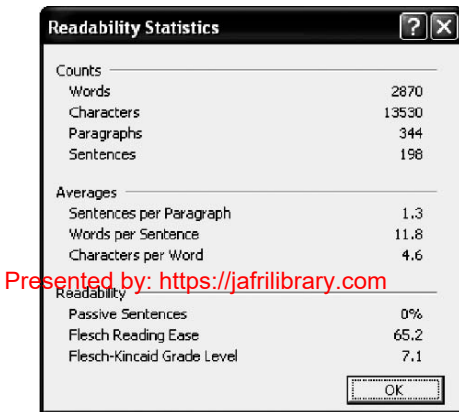 Readability Statistics
Counts
Words 2870
Characters 13530
Paragraphs 344
Sentences 198
Averages
Sentences per Paragraph 1.3
Words per Sentence 11.8
Characters per Word 4.6
Presented by: https://jafrilibrary.com
Readability
Passive Sentences 0%
Flesch Reading Ease 65.2
Flesch-Kincaid Grade Level 7.1
OK